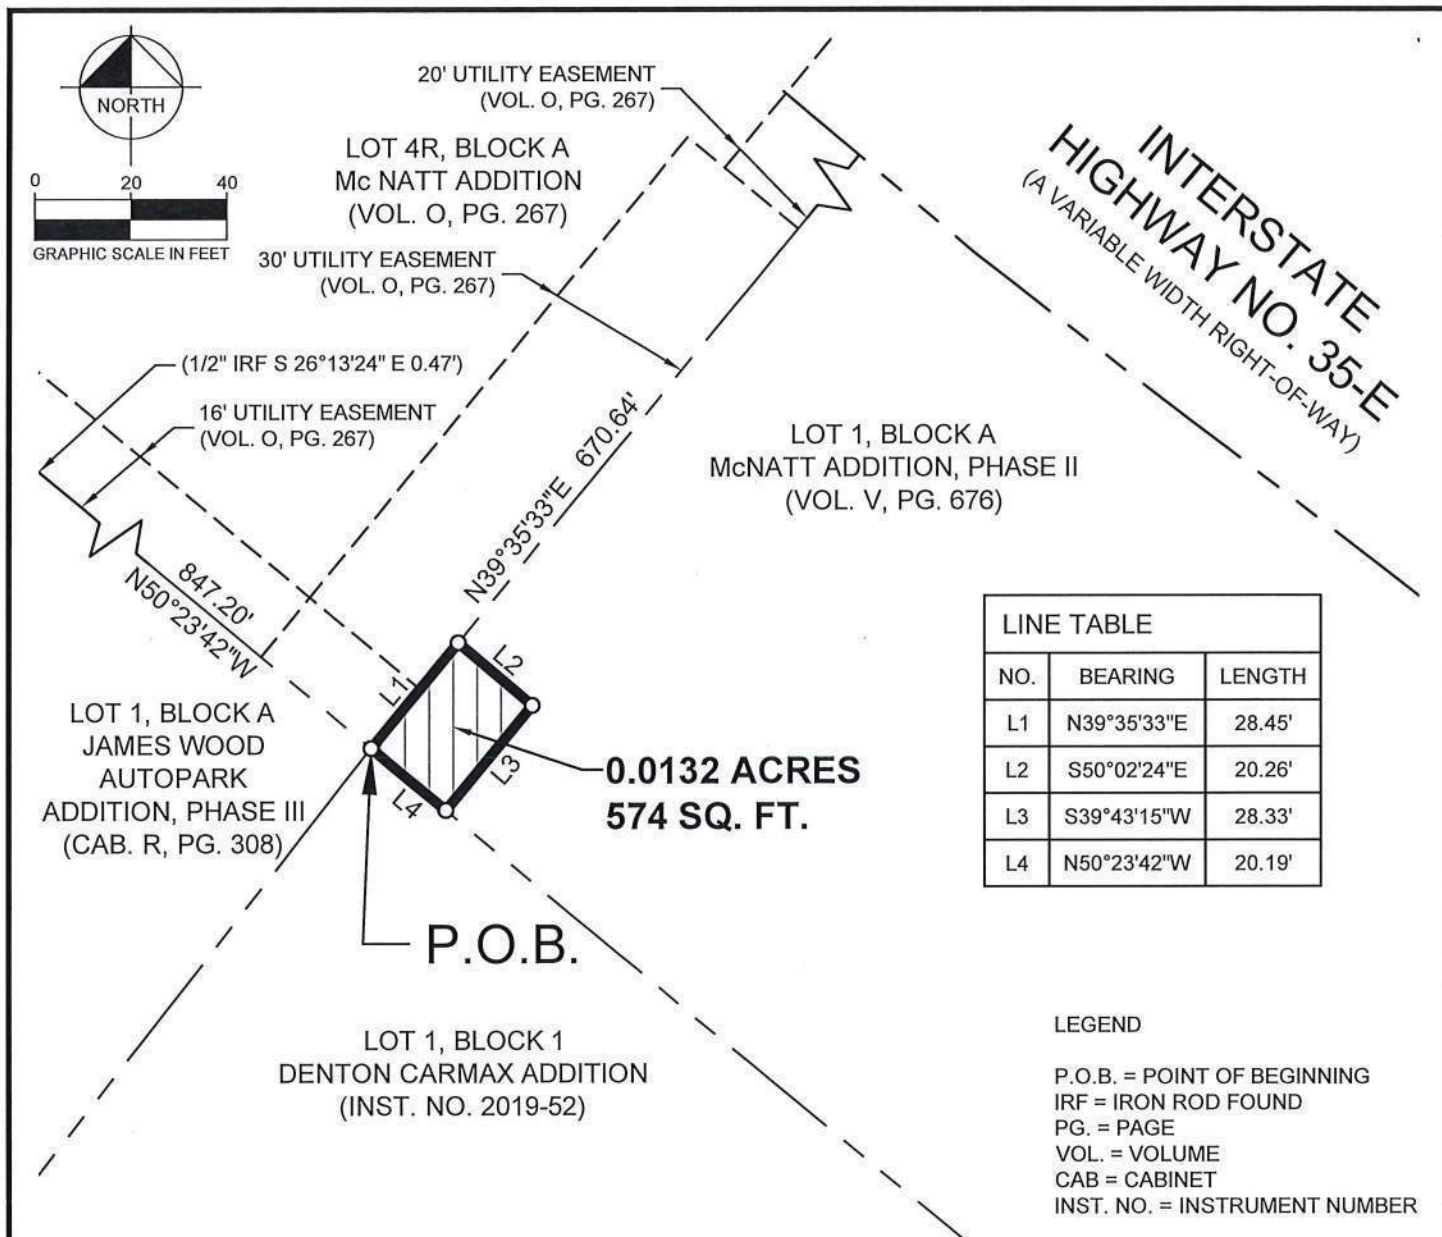 NORTH
0 20 40
GRAPHIC SCALE IN FEET
20' UTILITY EASEMENT
(VOL. O, PG. 267)
LOT 4R, BLOCK A
Mc NATT ADDITION
(VOL. O, PG. 267)
30' UTILITY EASEMENT
(VOL. O, PG. 267)
INTERSTATE
HIGHWAY NO. 35-E
(A VARIABLE WIDTH RIGHT-OF-WAY)
(1/2" IRF S 26°13'24" E 0.47')
16' UTILITY EASEMENT
(VOL. O, PG. 267)
N39°35'33"E 670.64'
LOT 1, BLOCK A
McNATT ADDITION, PHASE II
(VOL. V, PG. 676)
847.20'
N50°23'42"W
L1
L2
L3
L4
LOT 1, BLOCK A
JAMES WOOD
AUTOPARK
ADDITION, PHASE III
(CAB. R, PG. 308)
0.0132 ACRES
574 SQ. FT.
P.O.B.
LINE TABLE
NO. BEARING LENGTH
L1 N39°35'33"E 28.45'
L2 S50°02'24"E 20.26'
L3 S39°43'15"W 28.33'
L4 N50°23'42"W 20.19'
LOT 1, BLOCK 1
DENTON CARMAX ADDITION
(INST. NO. 2019-52)
LEGEND
P.O.B. = POINT OF BEGINNING
IRF = IRON ROD FOUND
PG. = PAGE
VOL. = VOLUME
CAB = CABINET
INST. NO. = INSTRUMENT NUMBER